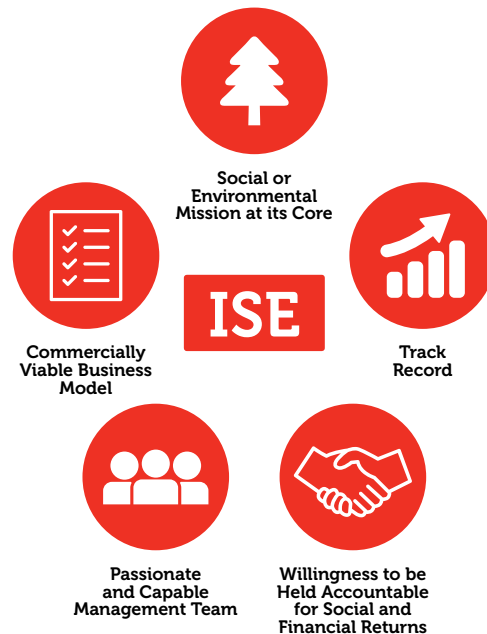 Social or
Environmental
Mission at its Core
Commercially
Viable Business
Model
ISE
Track
Record
Passionate
and Capable
Management Team
Willingness to be
Held Accountable
for Social and
Financial Returns